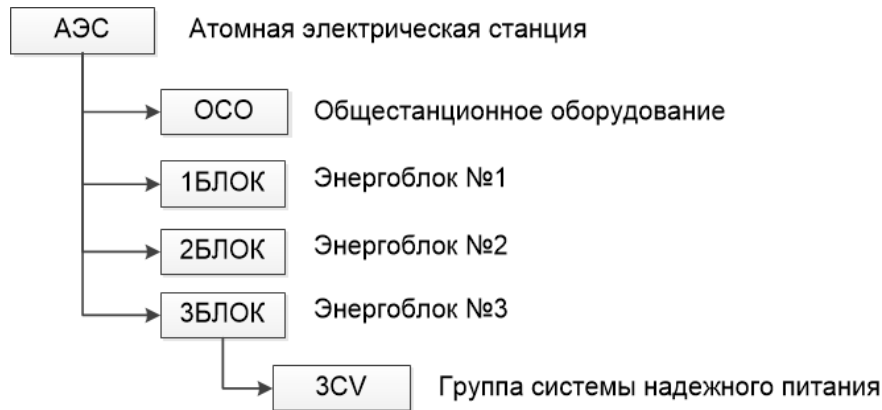 АЭС Атомная электрическая станция
ОСО Общестанционное оборудование
1БЛОК Энергоблок №1
2БЛОК Энергоблок №2
3БЛОК Энергоблок №3
3CV Группа системы надежного питания